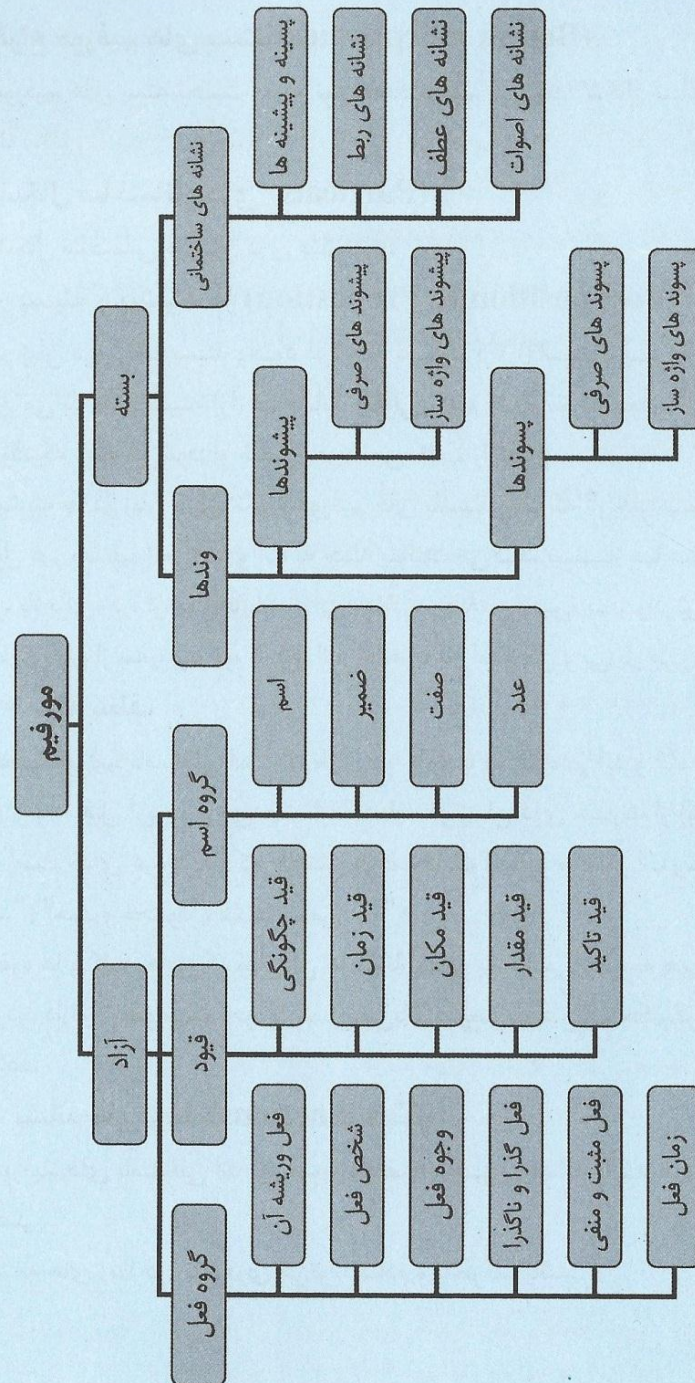 مورفیم
بسته
آزاد
نشانه های ساختمانی
پسینه و پیشینه ها
نشانه های ربط
نشانه های عطف
نشانه های اصوات
وندها
پیشوندها
پیشوند های صرفی
پیشوند های واژه ساز
پسوندها
پسوند های صرفی
پسوند های واژه ساز
گروه اسم
اسم
ضمیر
صفت
عدد
قیود
قید چگونگی
قید زمان
قید مکان
قید مقدار
قید تاکید
گروه فعل
فعل وریشه آن
شخص فعل
وجوه فعل
فعل گذرا و ناگذرا
فعل مثبت و منفی
زمان فعل